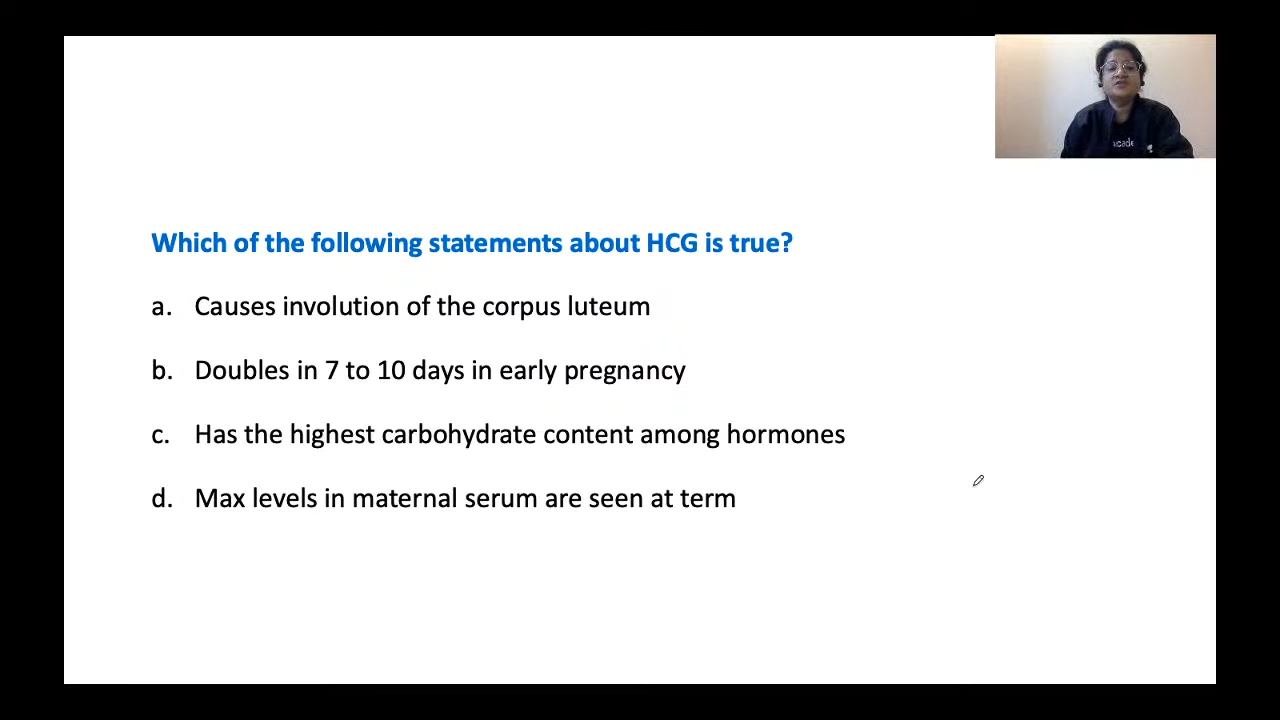 Which of the following statements about HCG is true?
a. Causes involution of the corpus luteum
b. Doubles in 7 to 10 days in early pregnancy
c. Has the highest carbohydrate content among hormones
d. Max levels in maternal serum are seen at term